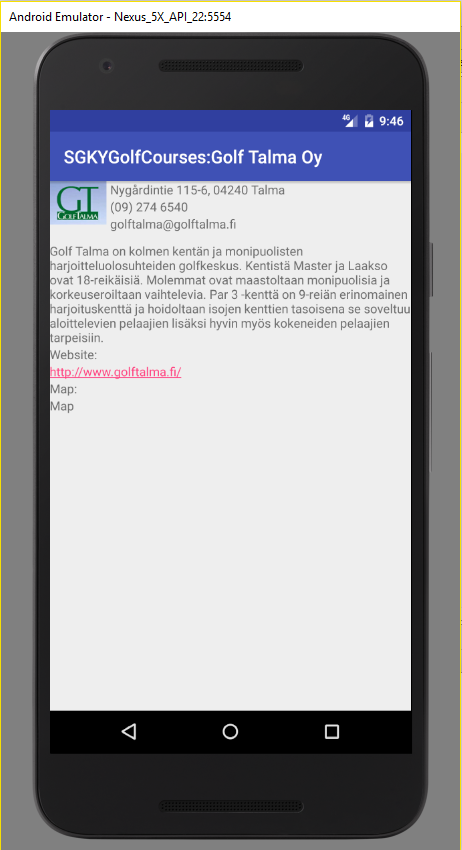 Android Emulator - Nexus_5X_API_22:5554
4G 9:46
SGKYGolfCourses:Golf Talma Oy
GT
GOLFTALMA
Nygårdintie 115-6, 04240 Talma
(09) 274 6540
golftalma@golftalma.fi
Golf Talma on kolmen kentän ja monipuolisten
harjoitteluolosuhteiden golfkeskus. Kentistä Master ja Laakso
ovat 18-reikäisiä. Molemmat ovat maastoltaan monipuolisia ja
korkeuseroiltaan vaihtelevia. Par 3 -kenttä on 9-reiän erinomainen
harjoituskenttä ja hoidoltaan isojen kenttien tasoisena se soveltuu
aloittelevien pelaajien lisäksi hyvin myös kokeneiden pelaajien
tarpeisiin.
Website:
http://www.golftalma.fi/
Map:
Map